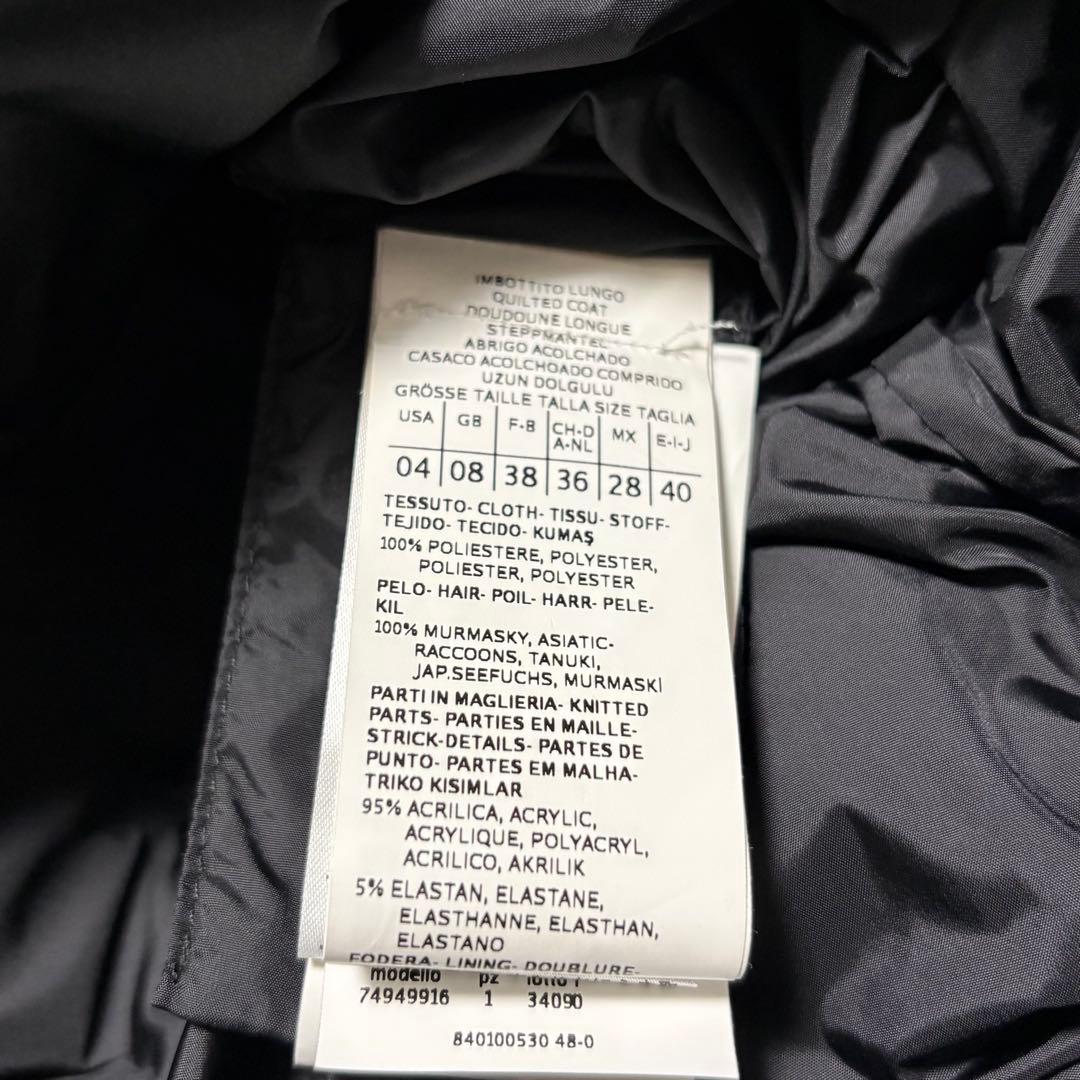 IMBOTTITO LUNGO
QUILTED COAT
DOUDOUNE LONGUE
STEPPMANTEL
ABRIGO ACOLCHADO
CASACO ACOLCHOADO COMPRIDO
UZUN DOLGULU
GRÖSSE TAILLE TALLA SIZE TAGLIA
USA GB F-B CH-D A-NL MX E-I-J
04 08 38 36 28 40
TESSUTO- CLOTH- TISSU- STOFF-
TEJIDO- TECIDO- KUMAŞ
100% POLIESTERE, POLYESTER,
POLIESTER, POLYESTER
PELO- HAIR- POIL- HARR- PELE-
KIL
100% MURMASKY, ASIATIC-
RACCOONS, TANUKI,
JAP.SEEFUCHS, MURMASKI
PARTI IN MAGLIERIA- KNITTED
PARTS- PARTIES EN MAILLE-
STRICK-DETAILS- PARTES DE
PUNTO- PARTES EM MALHA-
TRIKO KISIMLAR
95% ACRILICA, ACRYLIC,
ACRYLIQUE, POLYACRYL,
ACRILICO, AKRILIK
5% ELASTAN, ELASTANE,
ELASTHANNE, ELASTHAN,
ELASTANO
FODERA- LINING- DOUBLURE-
modello pz
74949916 1 34090
840100530 48-0